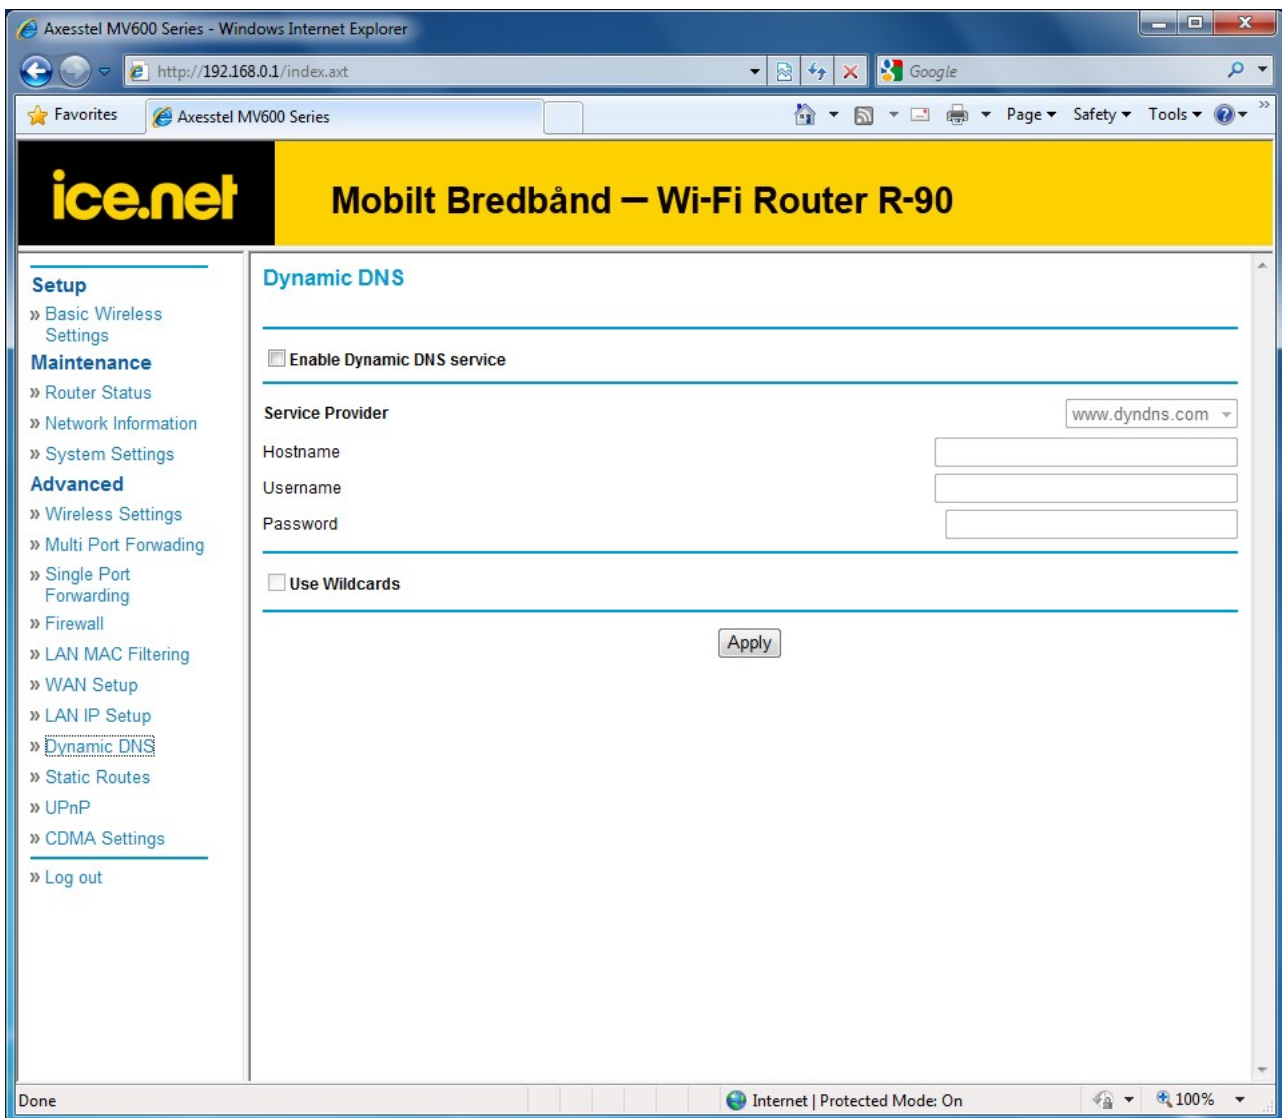 Axesstel MV600 Series - Windows Internet Explorer
http://192.168.0.1/index.axt
Google
Favorites
Axesstel MV600 Series
Page
Safety
Tools
ice.net
Mobilt Bredbånd – Wi-Fi Router R-90
Setup
» Basic Wireless
Settings
Maintenance
» Router Status
» Network Information
» System Settings
Advanced
» Wireless Settings
» Multi Port Forwading
» Single Port
Forwarding
» Firewall
» LAN MAC Filtering
» WAN Setup
» LAN IP Setup
» Dynamic DNS
» Static Routes
» UPnP
» CDMA Settings
» Log out
Dynamic DNS
Enable Dynamic DNS service
Service Provider
www.dyndns.com
Hostname
Username
Password
Use Wildcards
Apply
Done
Internet | Protected Mode: On
100%